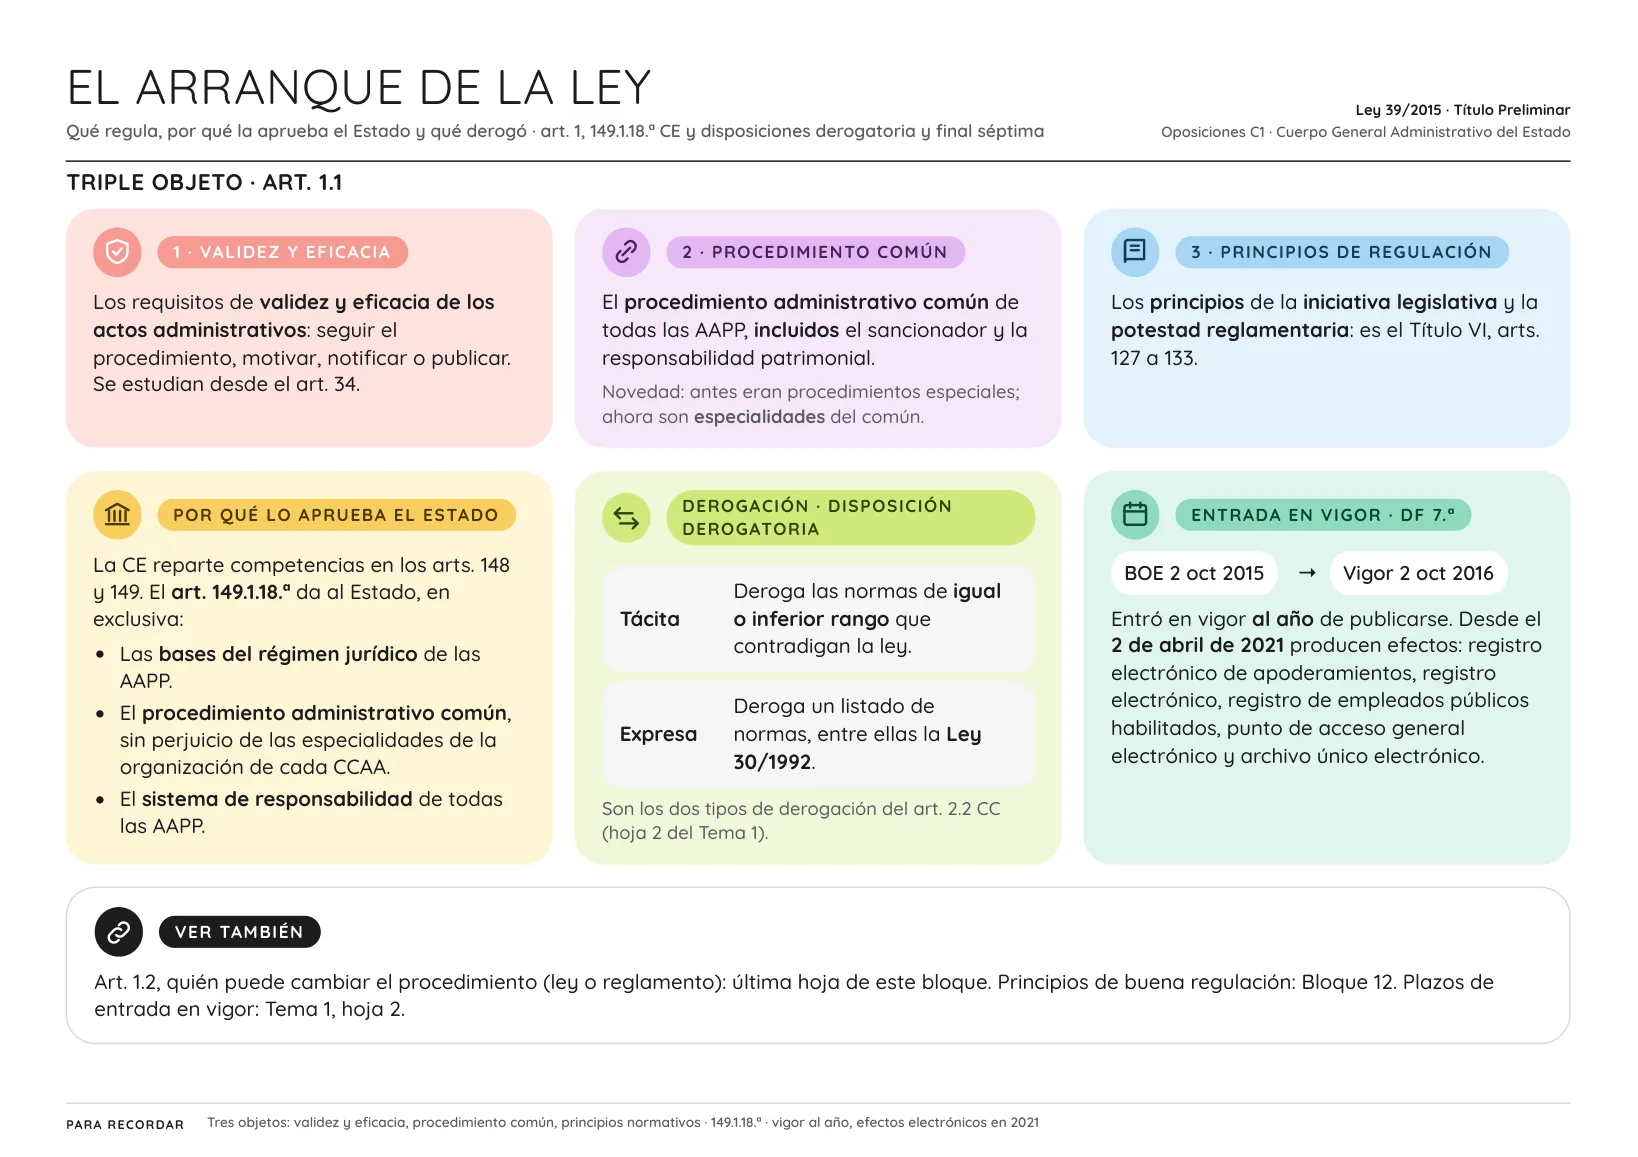 EL ARRANQUE DE LA LEY
Qué regula, por qué la aprueba el Estado y qué derogó · art. 1, 149.1.18.ª CE y disposiciones derogatoria y final séptima
Ley 39/2015 · Título Preliminar
Oposiciones C1 · Cuerpo General Administrativo del Estado
TRIPLE OBJETO · ART. 1.1
1 · VALIDEZ Y EFICACIA
Los requisitos de validez y eficacia de los
actos administrativos: seguir el
procedimiento, motivar, notificar o publicar.
Se estudian desde el art. 34.
2 · PROCEDIMIENTO COMÚN
El procedimiento administrativo común de
todas las AAPP, incluidos el sancionador y la
responsabilidad patrimonial.
Novedad: antes eran procedimientos especiales;
ahora son especialidades del común.
3 · PRINCIPIOS DE REGULACIÓN
Los principios de la iniciativa legislativa y la
potestad reglamentaria: es el Título VI, arts.
127 a 133.
POR QUÉ LO APRUEBA EL ESTADO
La CE reparte competencias en los arts. 148
y 149. El art. 149.1.18.ª da al Estado, en
exclusiva:
• Las bases del régimen jurídico de las
AAPP.
• El procedimiento administrativo común,
sin perjuicio de las especialidades de la
organización de cada CCAA.
• El sistema de responsabilidad de todas
las AAPP.
DEROGACIÓN · DISPOSICIÓN
DEROGATORIA
Tácita
Deroga las normas de igual
o inferior rango que
contradigan la ley.
Expresa
Deroga un listado de
normas, entre ellas la Ley
30/1992.
Son los dos tipos de derogación del art. 2.2 CC
(hoja 2 del Tema 1).
ENTRADA EN VIGOR · DF 7.ª
BOE 2 oct 2015 → Vigor 2 oct 2016
Entró en vigor al año de publicarse. Desde el
2 de abril de 2021 producen efectos: registro
electrónico de apoderamientos, registro
electrónico, registro de empleados públicos
habilitados, punto de acceso general
electrónico y archivo único electrónico.
VER TAMBIÉN
Art. 1.2, quién puede cambiar el procedimiento (ley o reglamento): última hoja de este bloque. Principios de buena regulación: Bloque 12. Plazos de
entrada en vigor: Tema 1, hoja 2.
PARA RECORDAR Tres objetos: validez y eficacia, procedimiento común, principios normativos · 149.1.18.ª · vigor al año, efectos electrónicos en 2021